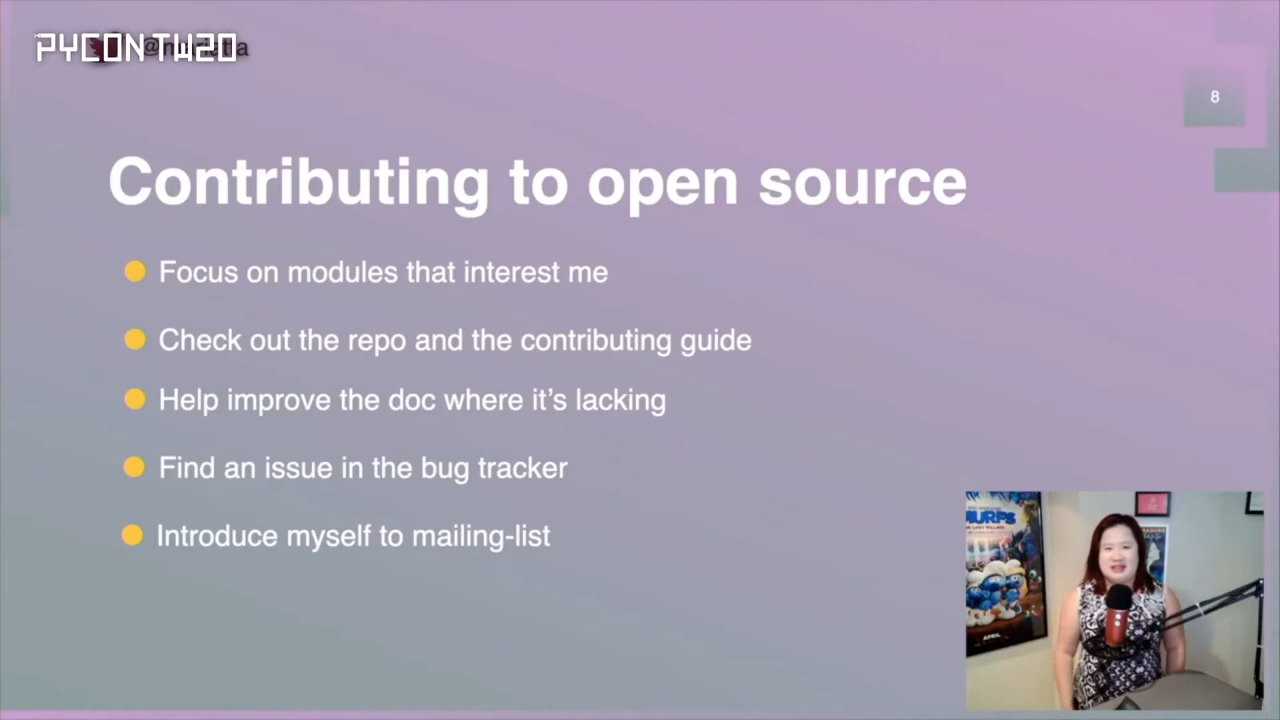 PYCON TW20
8
Contributing to open source
Focus on modules that interest me
Check out the repo and the contributing guide
Help improve the doc where it's lacking
Find an issue in the bug tracker
Introduce myself to mailing-list
APRIL